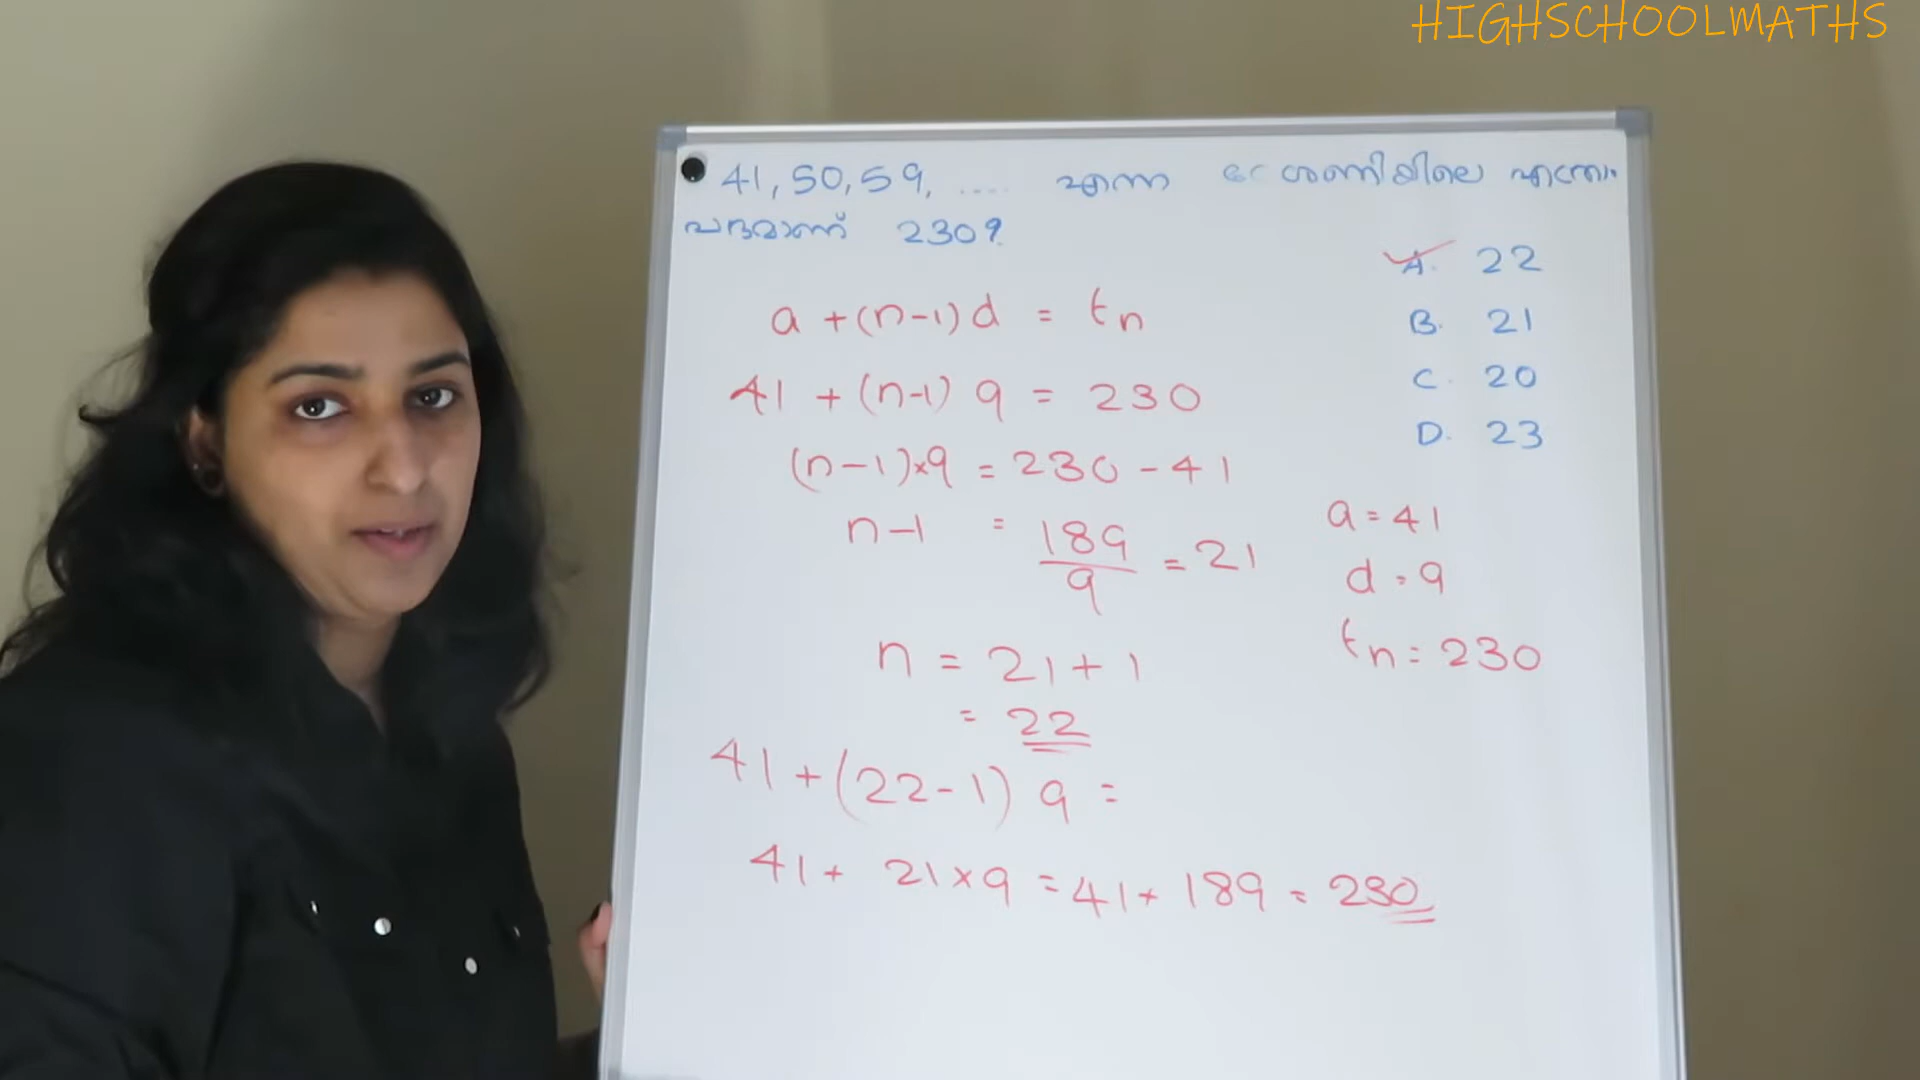 HIGHSCHOOLMATHS
41, 50, 59, .... എന്ന ശ്രേണിയിലെ എത്രാം
പദമാണ് 230?
A. 22
B. 21
C. 20
D. 23
a + (n-1) d = tn
41 + (n-1) 9 = 230
(n-1)×9 = 230 - 41
n-1 = 189/9 = 21
n = 21 + 1
= 22
41 + (22-1) 9 =
41 + 21 × 9 = 41 + 189 = 230
a = 41
d = 9
tn = 230